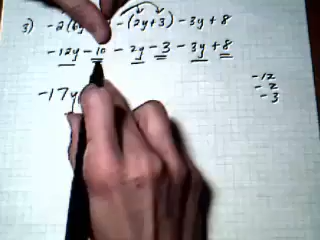 3) -2(6y - (2y+3) - 3y + 8
-12y - 10 - 2y - 3 - 3y + 8
-17y
-12
- 2
- 3